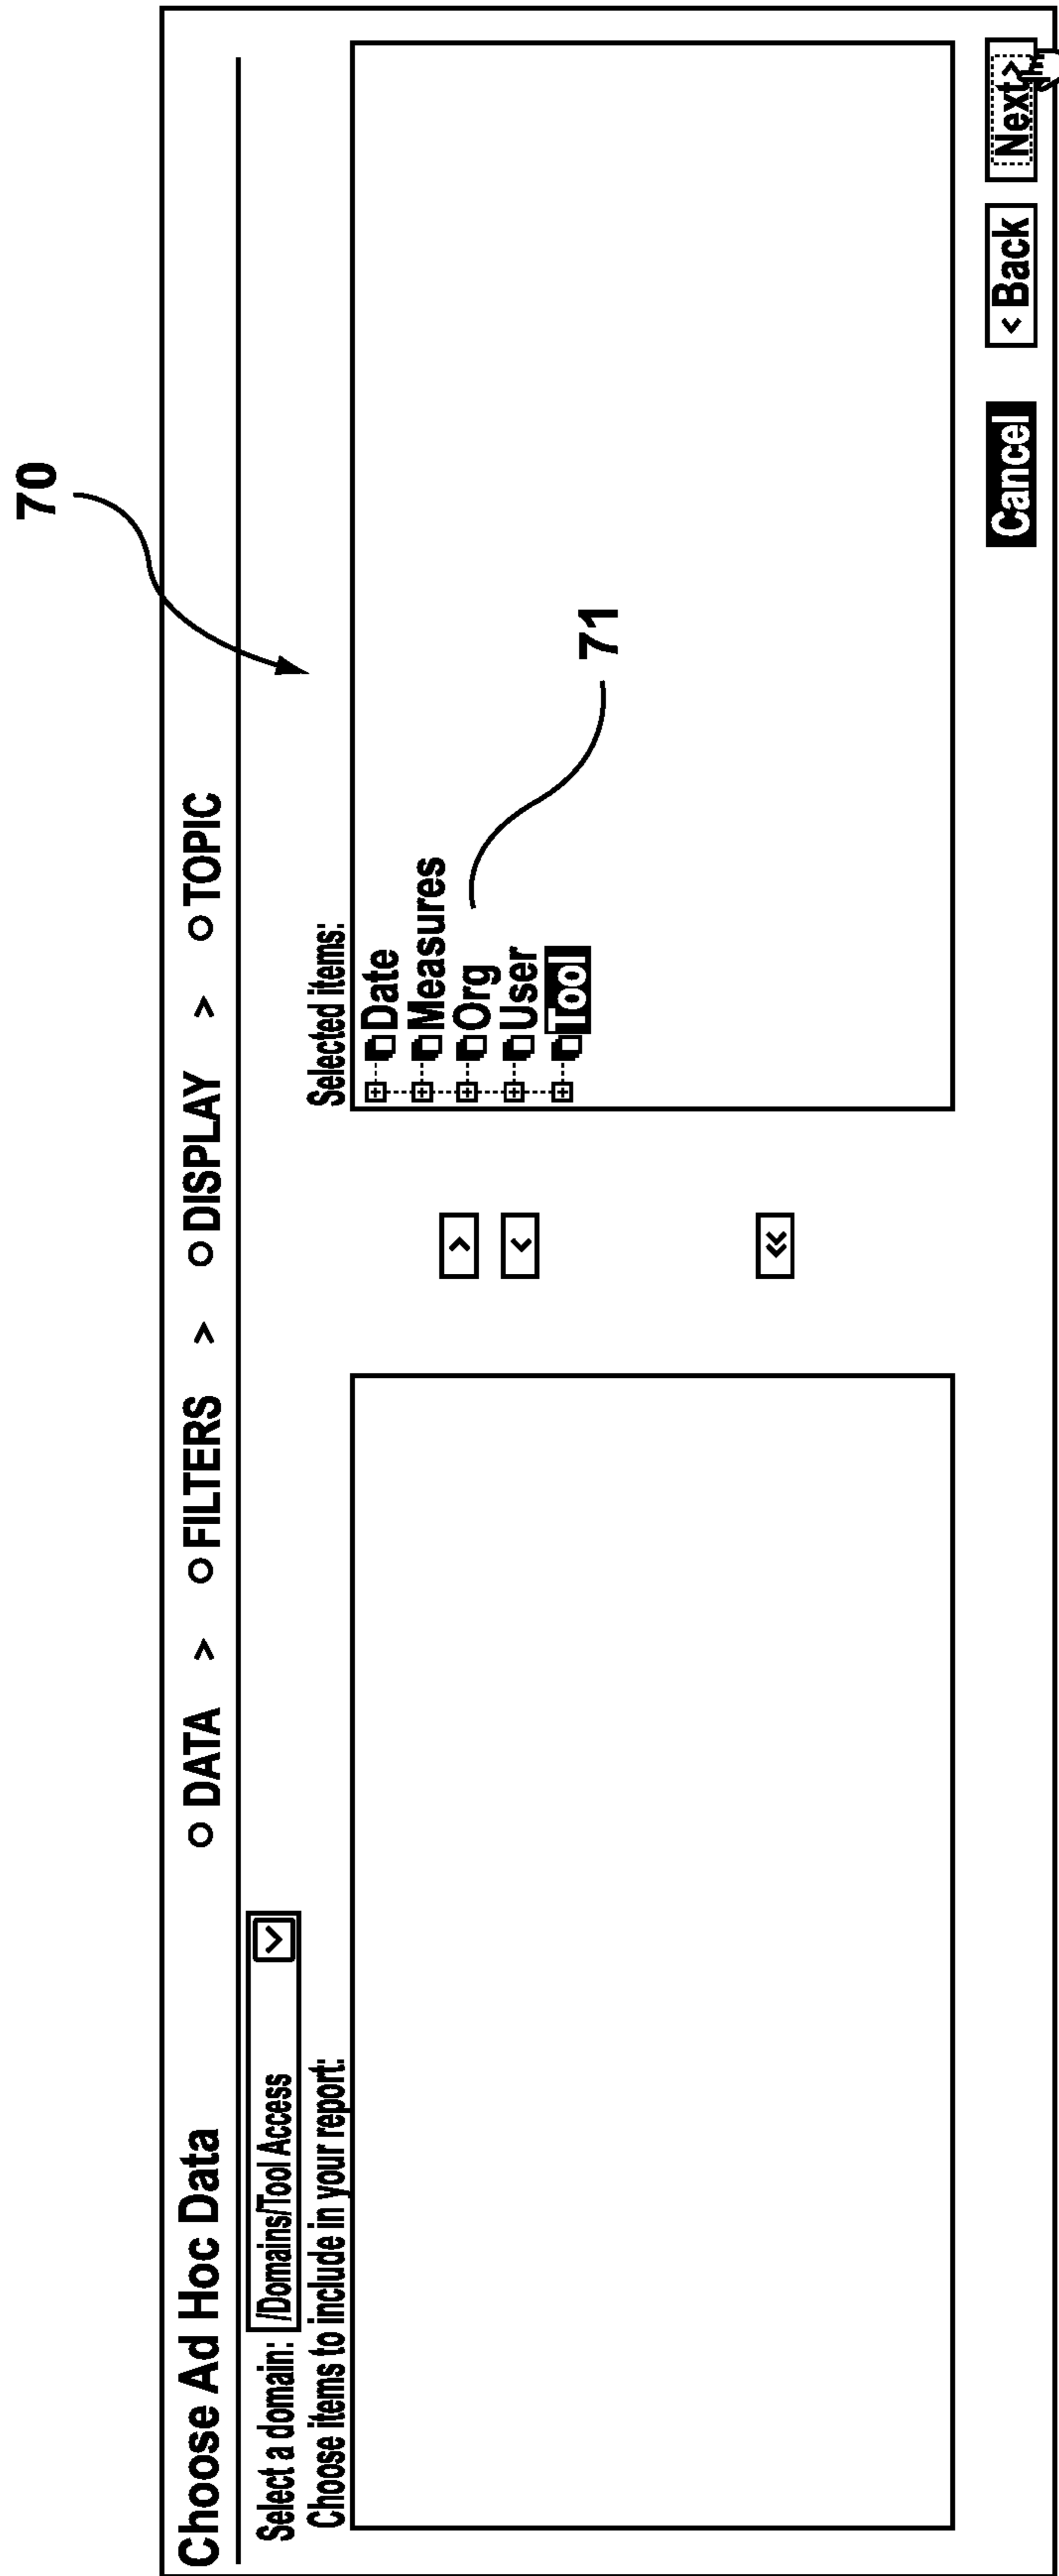 70
Choose Ad Hoc Data
○ DATA > ○ FILTERS > ○ DISPLAY > ○ TOPIC
Select a domain: /Domains/Tool Access
Choose items to include in your report:
Selected items:
Date
Measures
Org
User
Tool
71
>
<
<<
Cancel
< Back
Next >